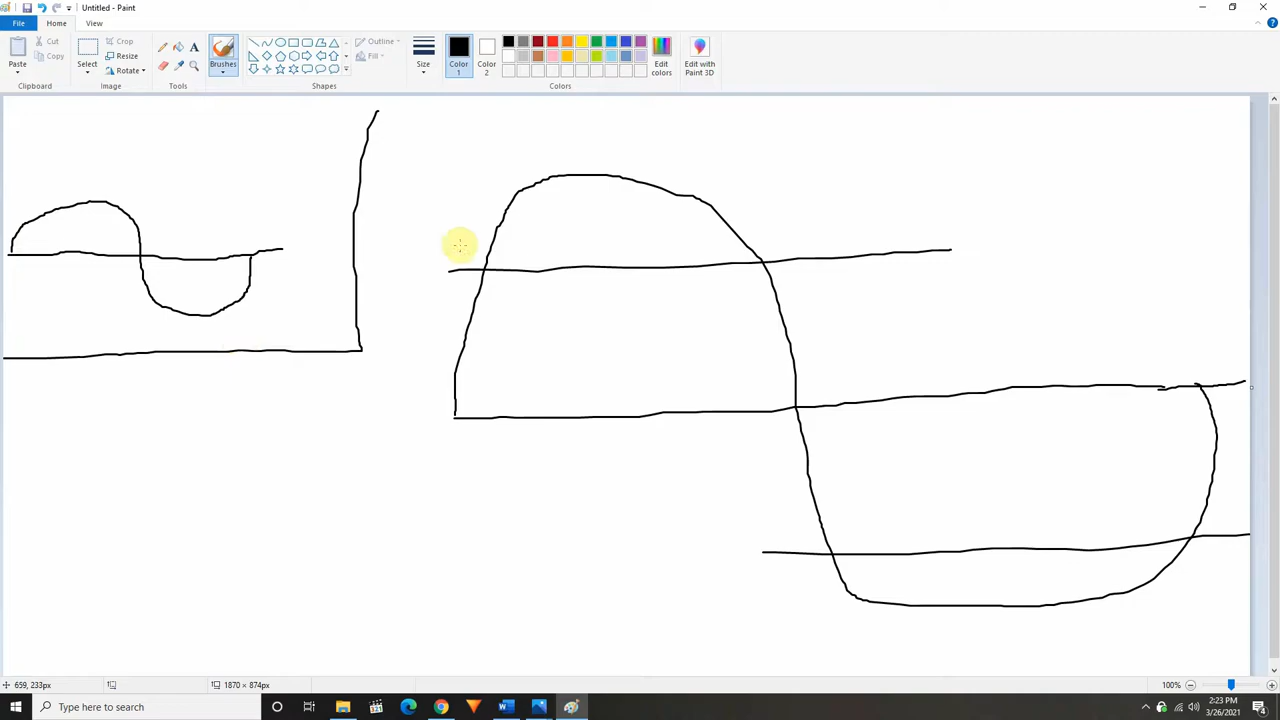 Untitled - Paint
File Home View
Paste
Cut
Copy
Clipboard
Select
Crop
Resize
Rotate
Image
A
Tools
Brushes
Outline
Fill
Shapes
Size
Color 1
Color 2
Edit colors
Edit with Paint 3D
Colors
659, 233px
1870 × 874px
100%
Type here to search
2:23 PM
3/26/2021